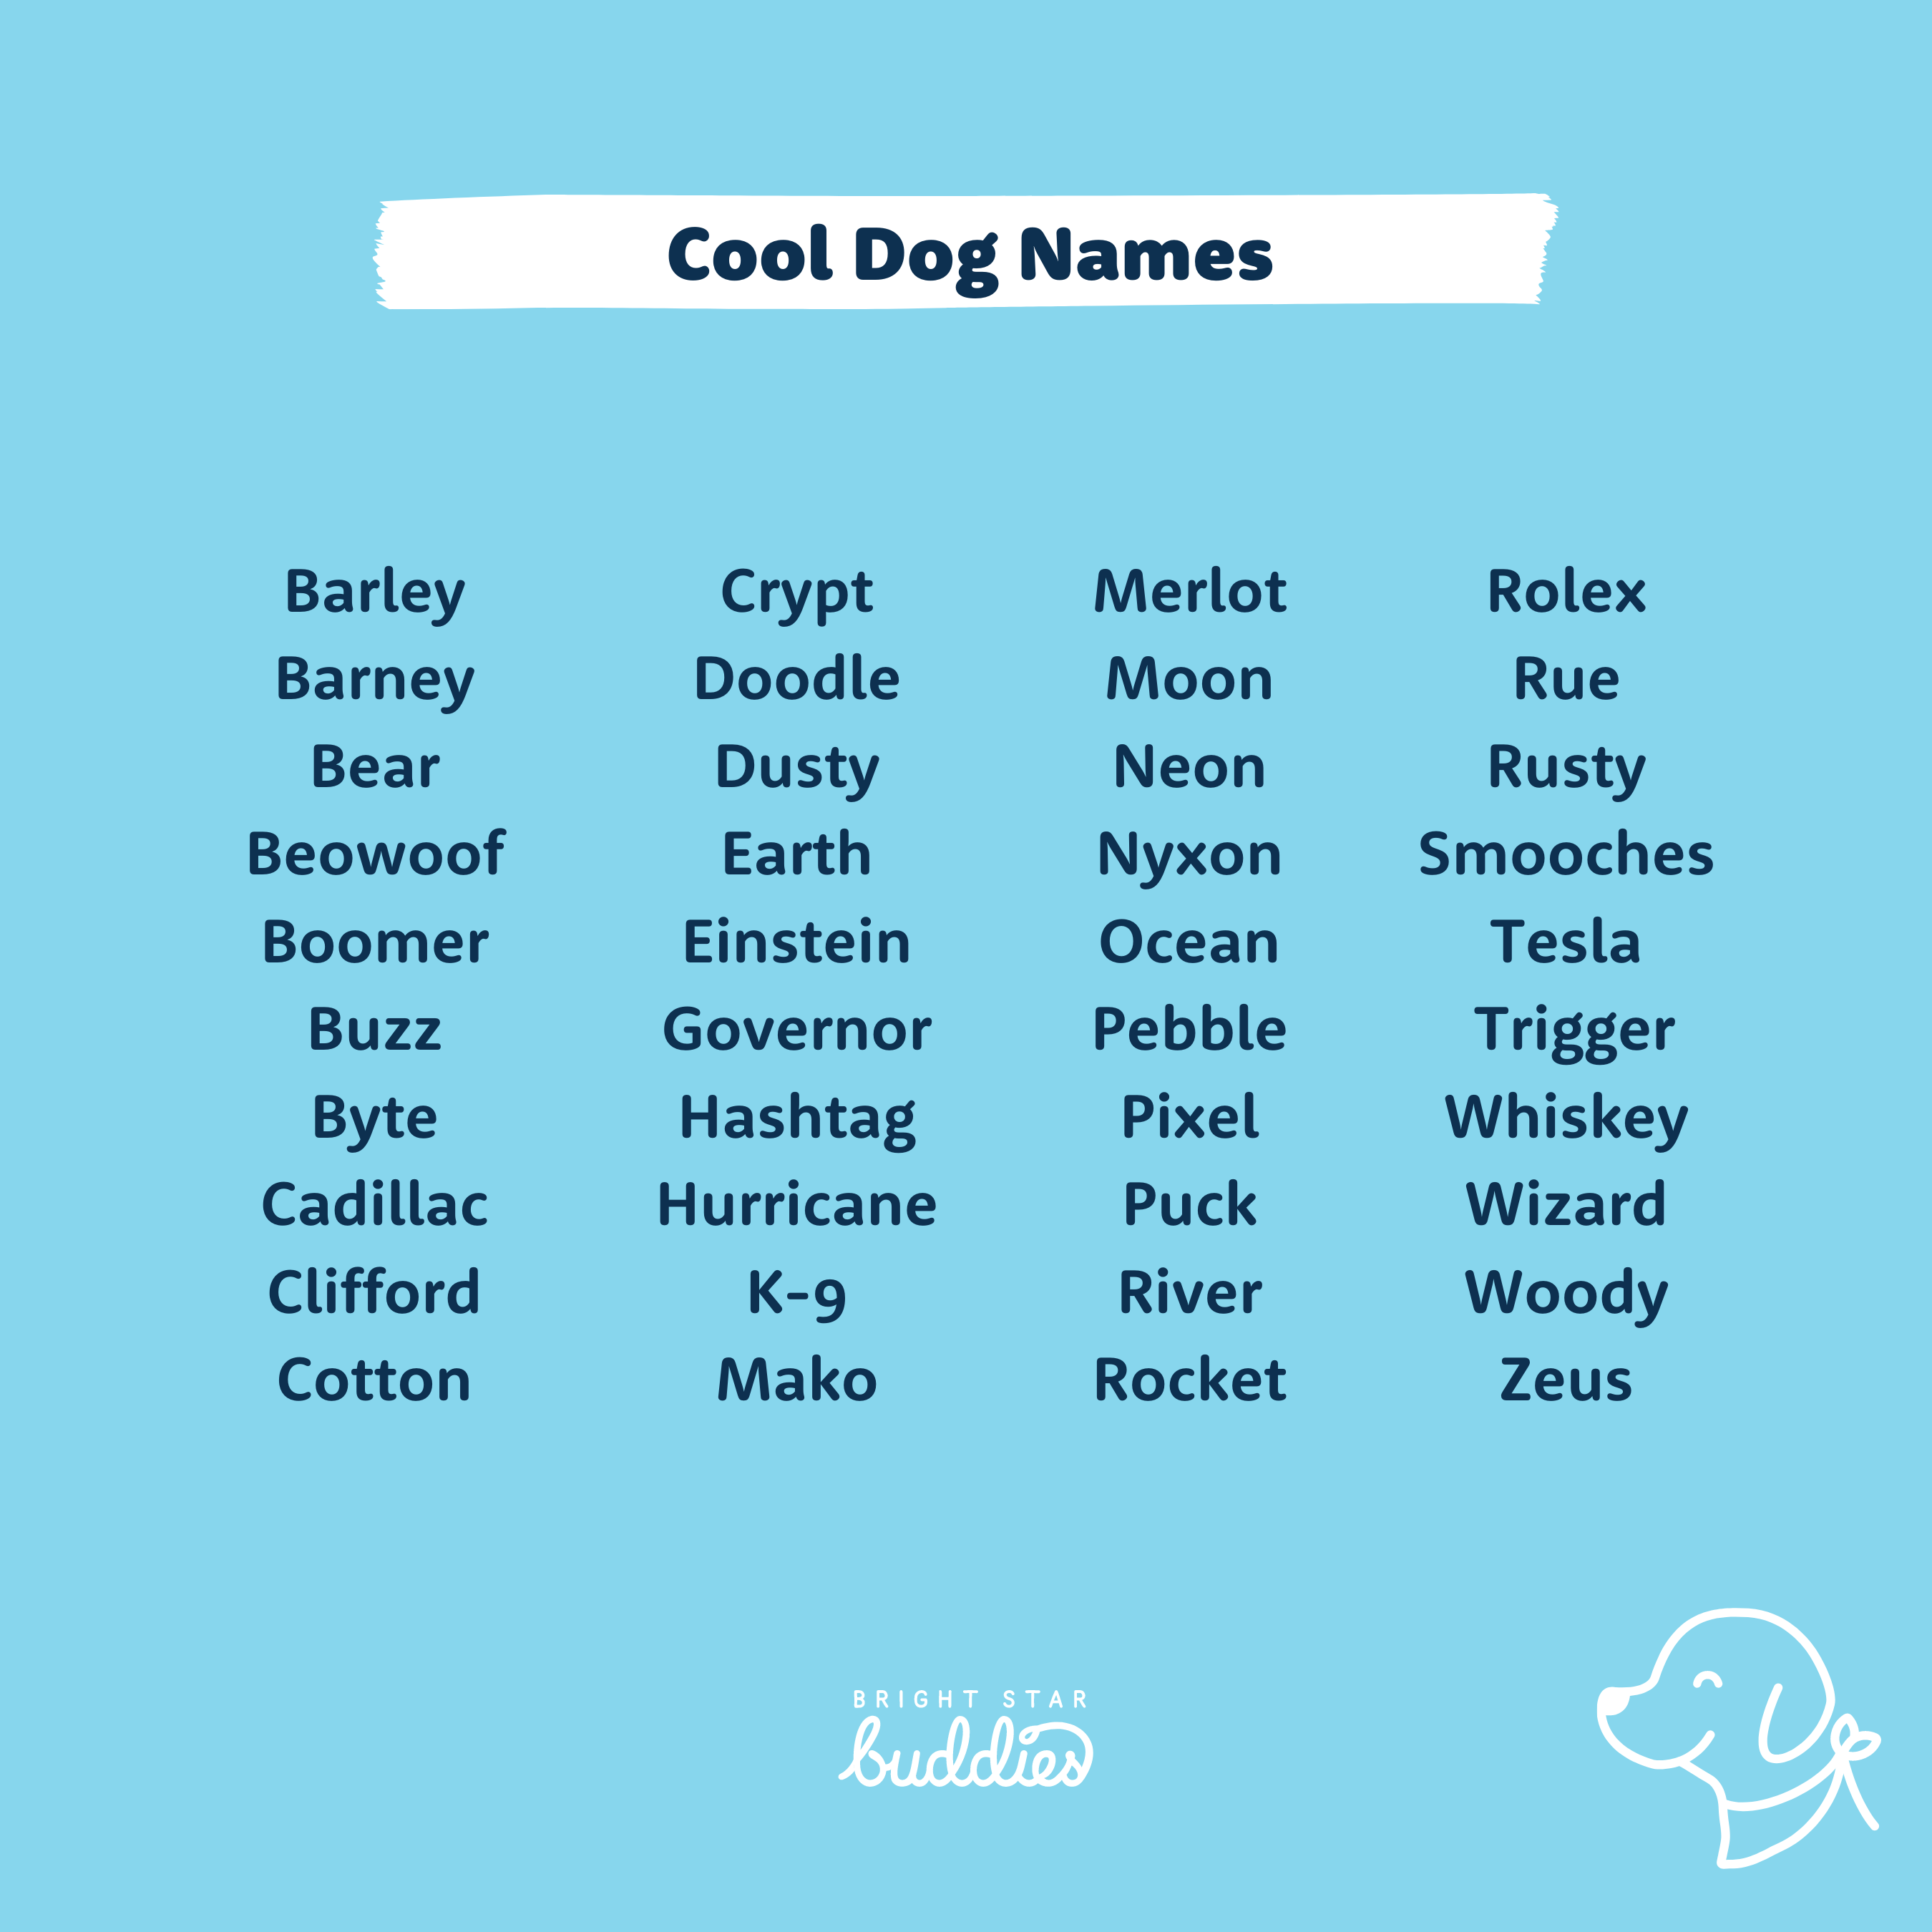 Cool Dog Names
Barley
Barney
Bear
Beowoof
Boomer
Buzz
Byte
Cadillac
Clifford
Cotton
Crypt
Doodle
Dusty
Earth
Einstein
Governor
Hashtag
Hurricane
K-9
Mako
Merlot
Moon
Neon
Nyxon
Ocean
Pebble
Pixel
Puck
River
Rocket
Rolex
Rue
Rusty
Smooches
Tesla
Trigger
Whiskey
Wizard
Woody
Zeus
BRIGHT STAR
buddies